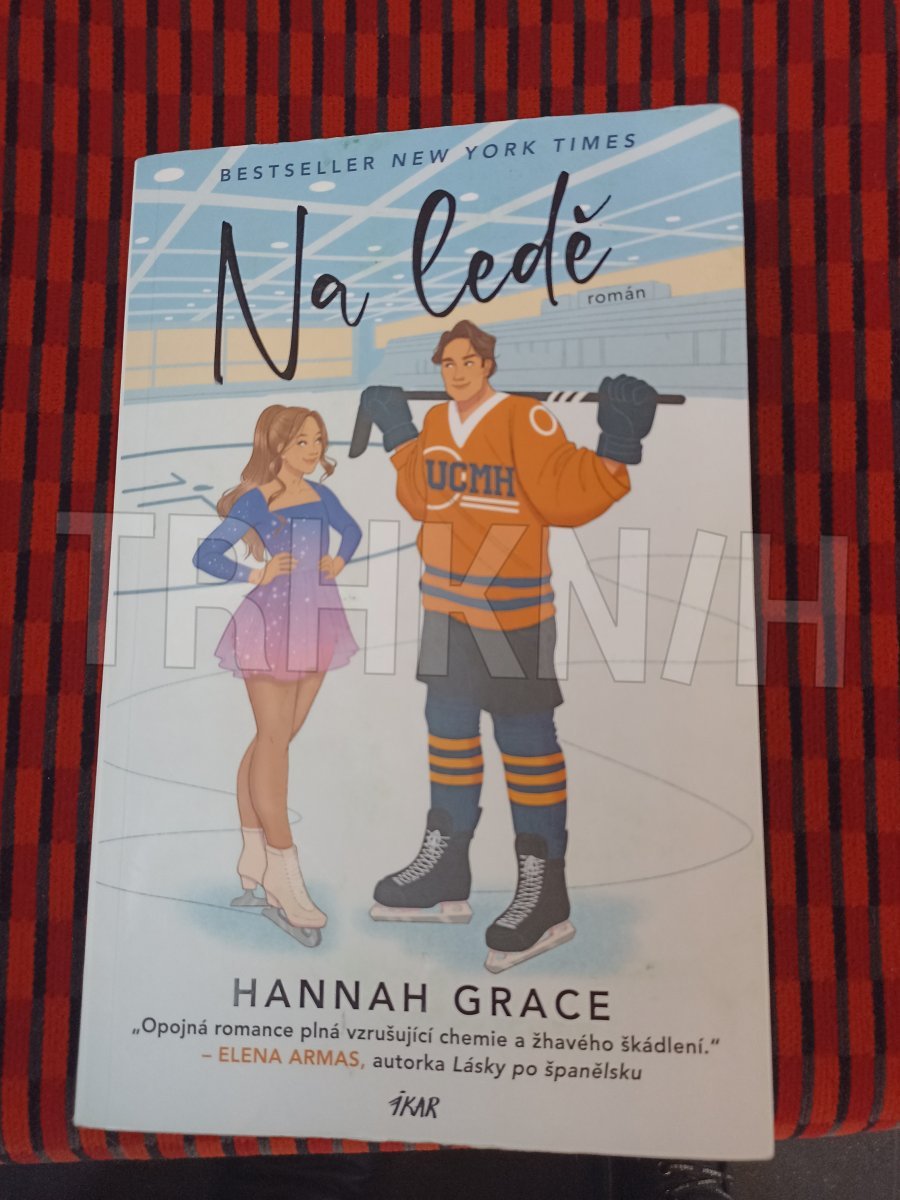 BESTSELLER NEW YORK TIMES
Na ledě
román
UCMH
TRHKN/H
HANNAH GRACE
„Opojná romance plná vzrušující chemie a žhavého škádlení.“
– ELENA ARMAS, autorka Lásky po španělsku
IKAR